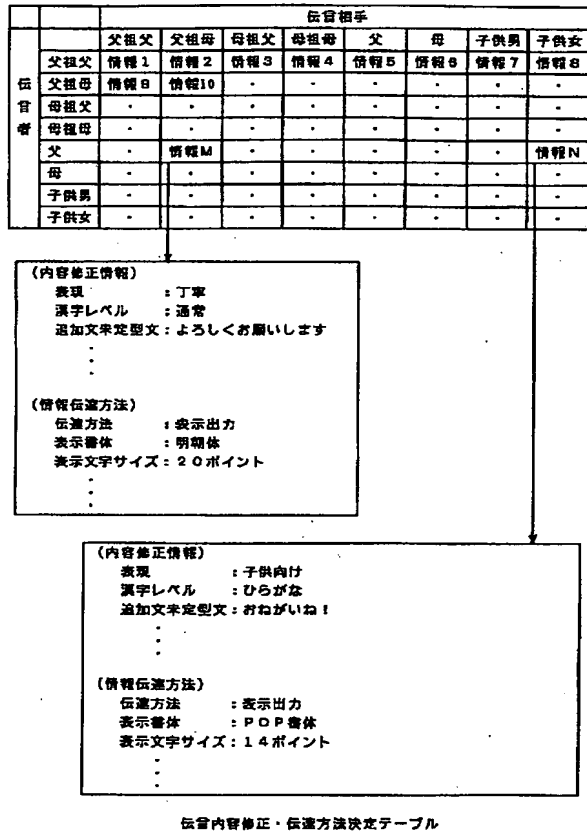 伝言相手
父祖父 父祖母 母祖父 母祖母 父 母 子供男 子供女
伝言者
父祖父 情報1 情報2 情報3 情報4 情報5 情報6 情報7 情報8
父祖母 情報9 情報10 ・ ・ ・ ・ ・ ・
母祖父 ・ ・ ・ ・ ・ ・ ・ ・
母祖母 ・ ・ ・ ・ ・ ・ ・ ・
父 ・ 情報M ・ ・ ・ ・ ・ 情報N
母 ・ ・ ・ ・ ・ ・ ・
子供男 ・ ・ ・ ・ ・ ・ ・ ・
子供女 ・ ・ ・ ・ ・ ・ ・ ・
(内容修正情報)
表現 :丁寧
漢字レベル :通常
追加文末定型文:よろしくお願いします
・
・
・
(情報伝達方法)
伝達方法 :表示出力
表示書体 :明朝体
表示文字サイズ:20ポイント
・
・
・
(内容修正情報)
表現 :子供向け
漢字レベル :ひらがな
追加文末定型文:おねがいね!
・
・
・
(情報伝達方法)
伝達方法 :表示出力
表示書体 :POP書体
表示文字サイズ:14ポイント
・
・
・
伝言内容修正・伝達方法決定テーブル